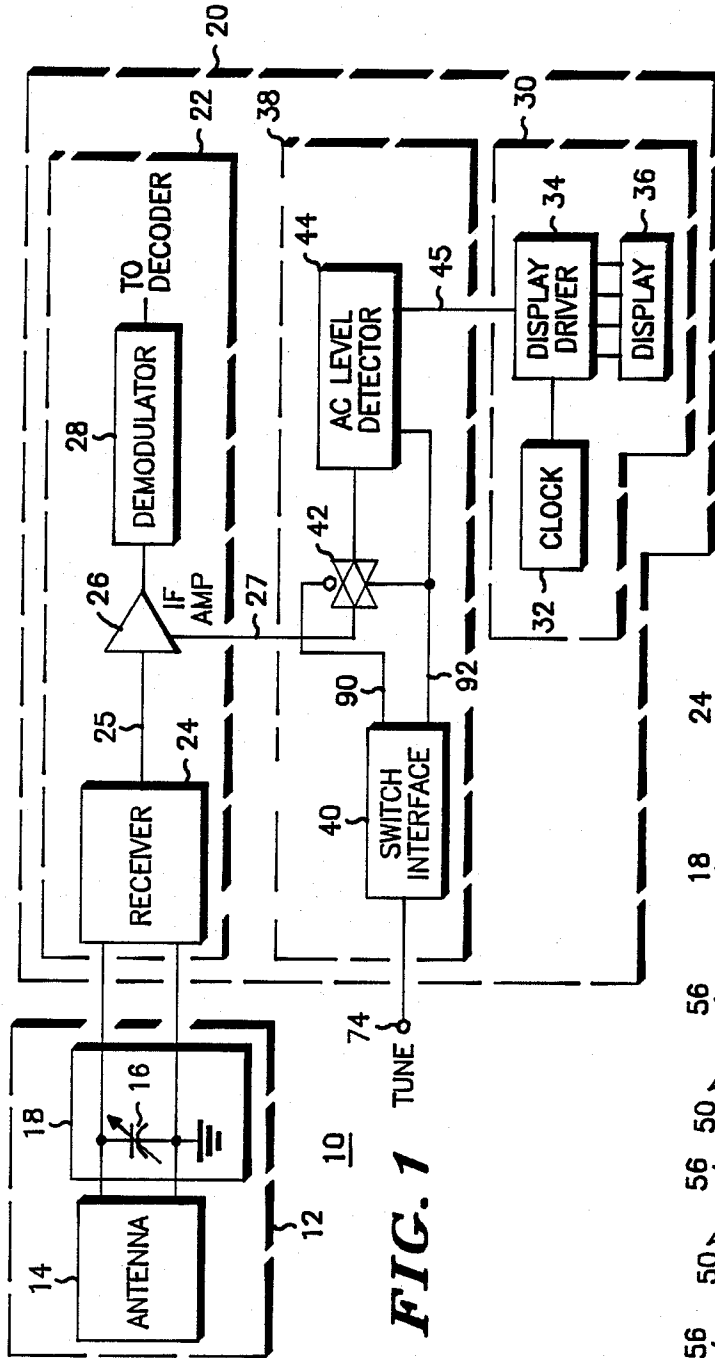 20
22
38
30
TO
DECODER
44
34
36
28
DEMODULATOR
AC LEVEL
DETECTOR
45
DISPLAY
DRIVER
DISPLAY
26
IF
AMP
27
42
CLOCK
32
25
24
RECEIVER
90
92
40
SWITCH
INTERFACE
18
16
74
TUNE
14
ANTENNA
12
10
FIG. 1
56
50
56
50
56
18
24